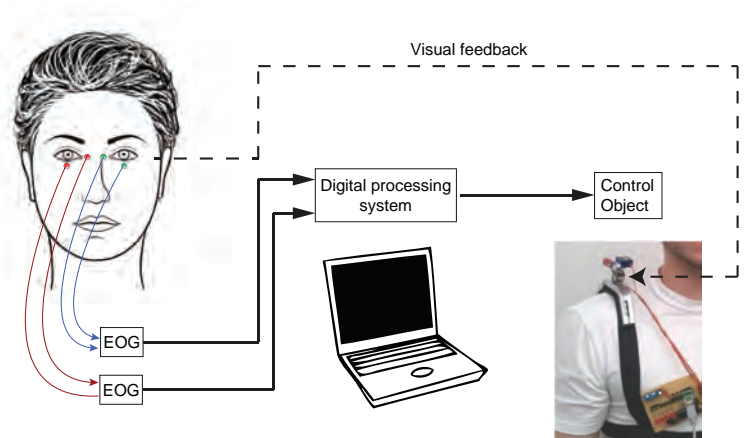 Visual feedback
Digital processing
system
Control
Object
EOG
EOG